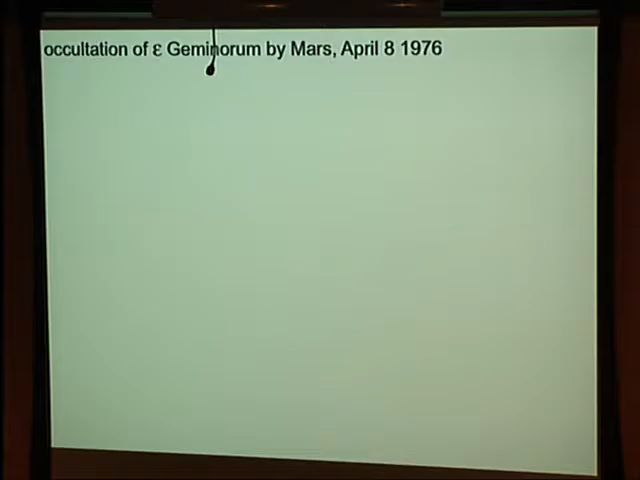 occultation of ε Geminorum by Mars, April 8 1976